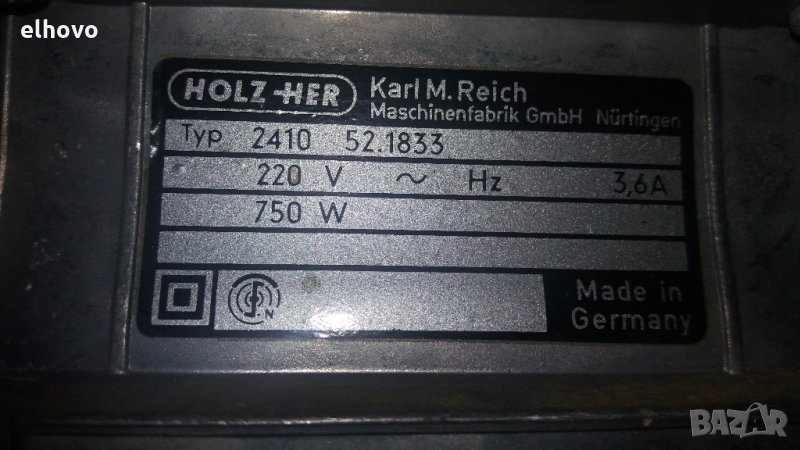 elhovo
HOLZ-HER Karl M. Reich
Maschinenfabrik GmbH Nürtingen
Typ 2410 52.1833
220 V ~ Hz 3,6A
750 W
N
Made in
Germany
BAZAR